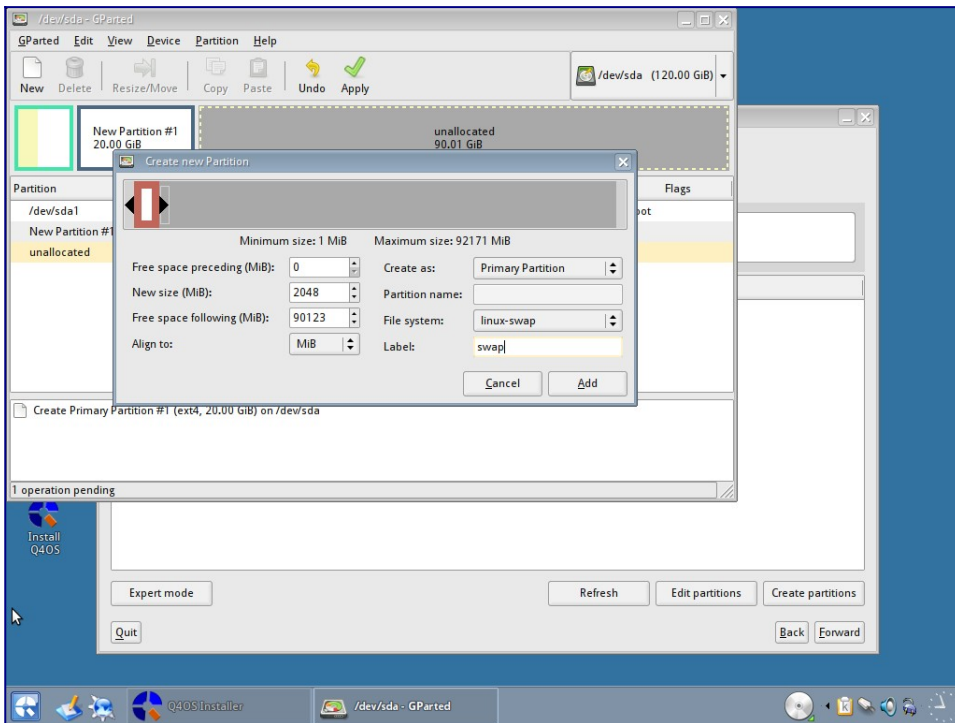 /dev/sda - GParted
GParted Edit View Device Partition Help
New Delete Resize/Move Copy Paste Undo Apply
/dev/sda (120.00 GiB)
New Partition #1
20.00 GiB
unallocated
90.01 GiB
Create new Partition
Partition
Flags
/dev/sda1
oot
New Partition #1
unallocated
Minimum size: 1 MiB Maximum size: 92171 MiB
Free space preceding (MiB): 0 Create as: Primary Partition
New size (MiB): 2048 Partition name:
Free space following (MiB): 90123 File system: linux-swap
Align to: MiB Label: swap
Cancel Add
Create Primary Partition #1 (ext4, 20.00 GiB) on /dev/sda
1 operation pending
Install
Q4OS
Expert mode Refresh Edit partitions Create partitions
Quit Back Forward
Q4OS Installer /dev/sda - GParted